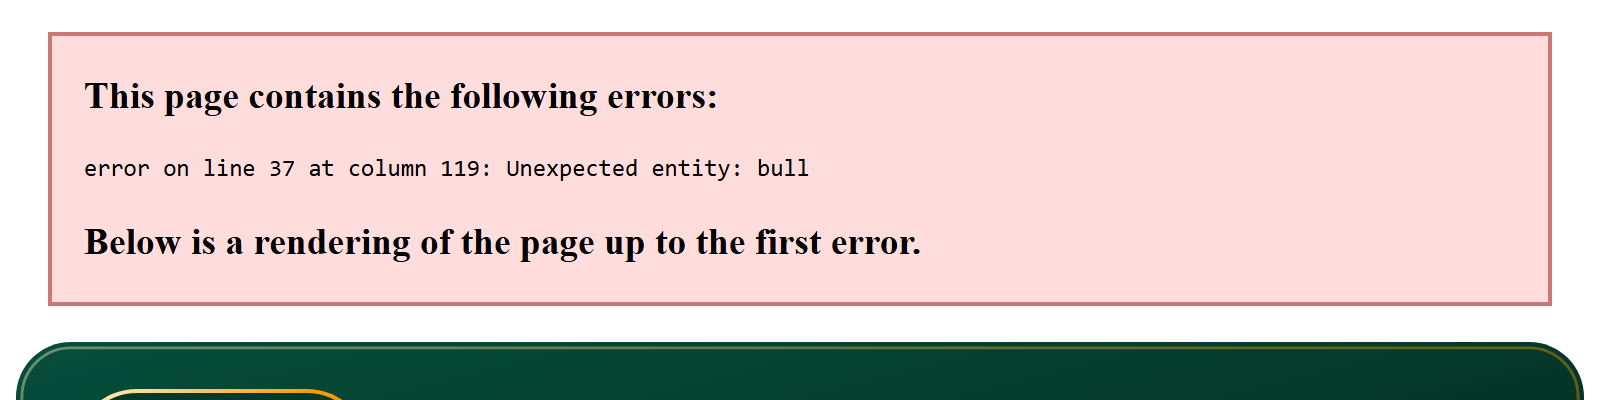 This page contains the following errors:
error on line 37 at column 119: Unexpected entity: bull
Below is a rendering of the page up to the first error.